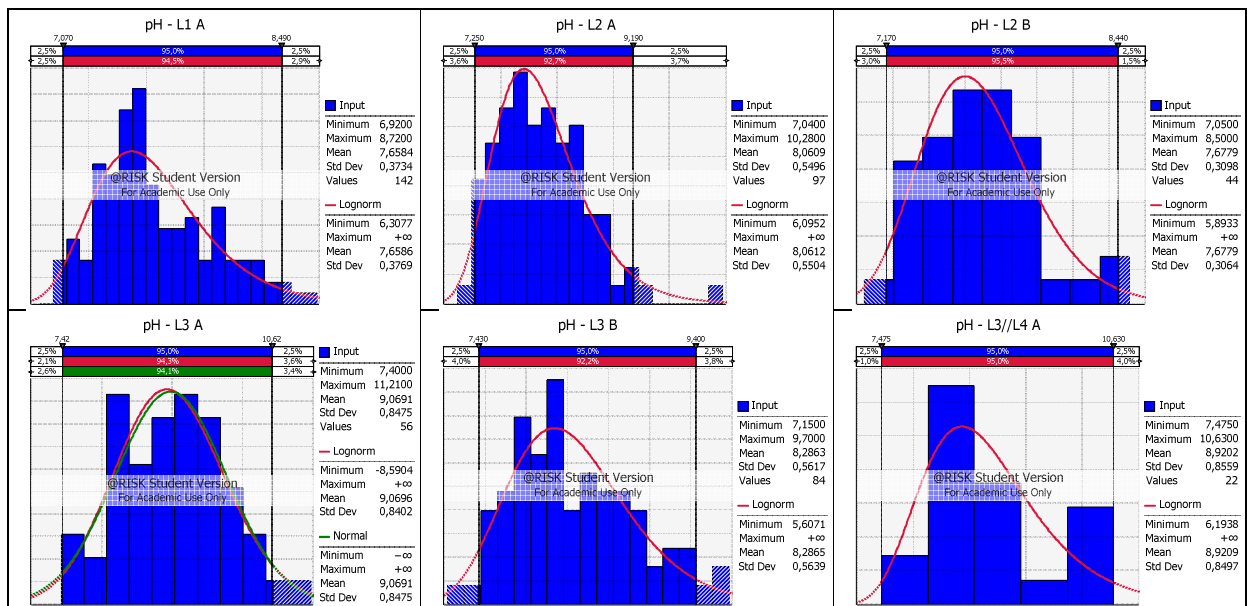 pH - L1 A
7,070 8,490
2,5% 95,0% 2,5%
2,5% 94,5% 2,9%
Input
Minimum 6,9200
Maximum 8,7200
Mean 7,6584
Std Dev 0,3734
Values 142
Lognorm
Minimum 6,3077
Maximum +∞
Mean 7,6586
Std Dev 0,3769
@RISK Student Version
For Academic Use Only
pH - L2 A
7,250 9,190
2,5% 95,0% 2,5%
3,6% 92,7% 3,7%
Input
Minimum 7,0400
Maximum 10,2800
Mean 8,0609
Std Dev 0,5496
Values 97
Lognorm
Minimum 6,0952
Maximum +∞
Mean 8,0612
Std Dev 0,5504
@RISK Student Version
For Academic Use Only
pH - L2 B
7,170 8,440
2,5% 95,0% 2,5%
3,0% 95,5% 1,5%
Input
Minimum 7,0500
Maximum 8,5000
Mean 7,6779
Std Dev 0,3098
Values 44
Lognorm
Minimum 5,8933
Maximum +∞
Mean 7,6779
Std Dev 0,3064
@RISK Student Version
For Academic Use Only
pH - L3 A
7,42 10,62
2,5% 95,0% 2,5%
2,1% 94,3% 3,6%
2,6% 94,1% 3,4%
Input
Minimum 7,4000
Maximum 11,2100
Mean 9,0691
Std Dev 0,8475
Values 56
Lognorm
Minimum -8,5904
Maximum +∞
Mean 9,0696
Std Dev 0,8402
Normal
Minimum −∞
Maximum +∞
Mean 9,0691
Std Dev 0,8475
@RISK Student Version
For Academic Use Only
pH - L3 B
7,430 9,400
2,5% 95,0% 2,5%
4,0% 92,2% 3,8%
Input
Minimum 7,1500
Maximum 9,7000
Mean 8,2863
Std Dev 0,5617
Values 84
Lognorm
Minimum 5,6071
Maximum +∞
Mean 8,2865
Std Dev 0,5639
@RISK Student Version
For Academic Use Only
pH - L3//L4 A
7,475 10,630
2,5% 95,0% 2,5%
1,0% 95,0% 4,0%
Input
Minimum 7,4750
Maximum 10,6300
Mean 8,9202
Std Dev 0,8559
Values 22
Lognorm
Minimum 6,1938
Maximum +∞
Mean 8,9209
Std Dev 0,8497
@RISK Student Version
For Academic Use Only